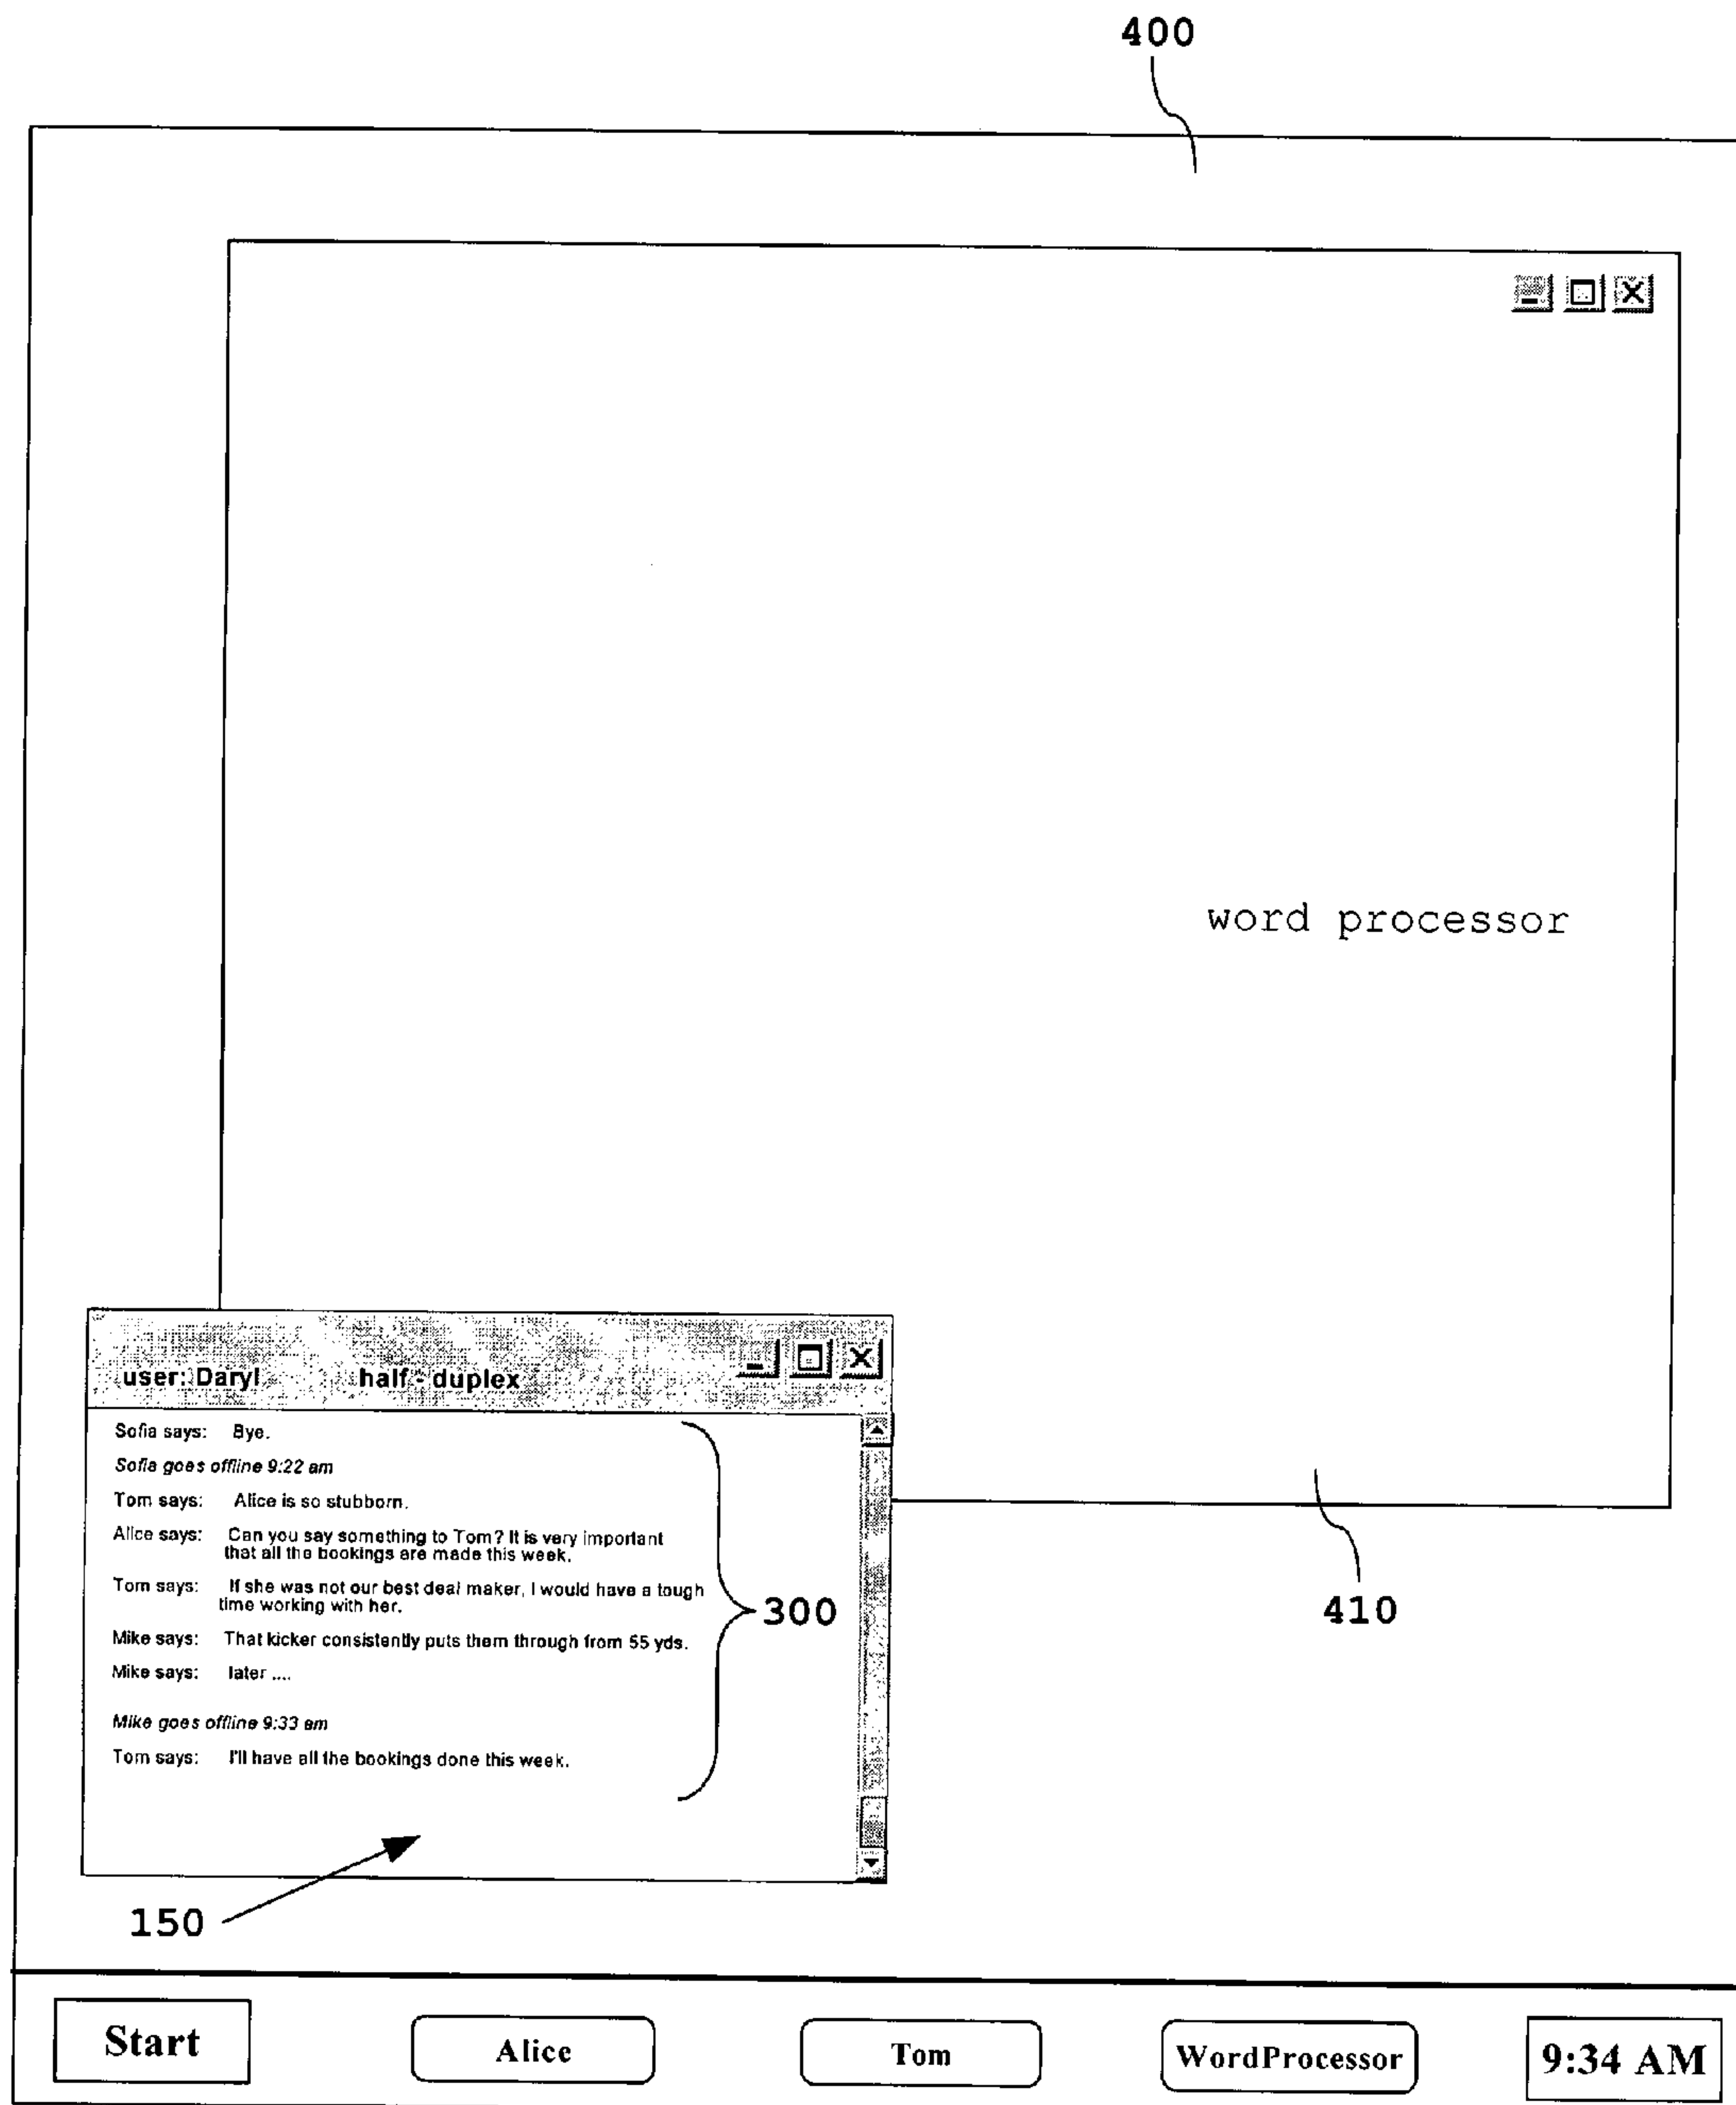 400
word processor
user: Daryl half - duplex
Sofia says: Bye.
Sofia goes offline 9:22 am
Tom says: Alice is so stubborn.
Alice says: Can you say something to Tom? It is very important
that all the bookings are made this week.
Tom says: If she was not our best deal maker, I would have a tough
time working with her.
Mike says: That kicker consistently puts them through from 55 yds.
Mike says: later ....
Mike goes offline 9:33 am
Tom says: I'll have all the bookings done this week.
300
410
150
Start Alice Tom WordProcessor 9:34 AM